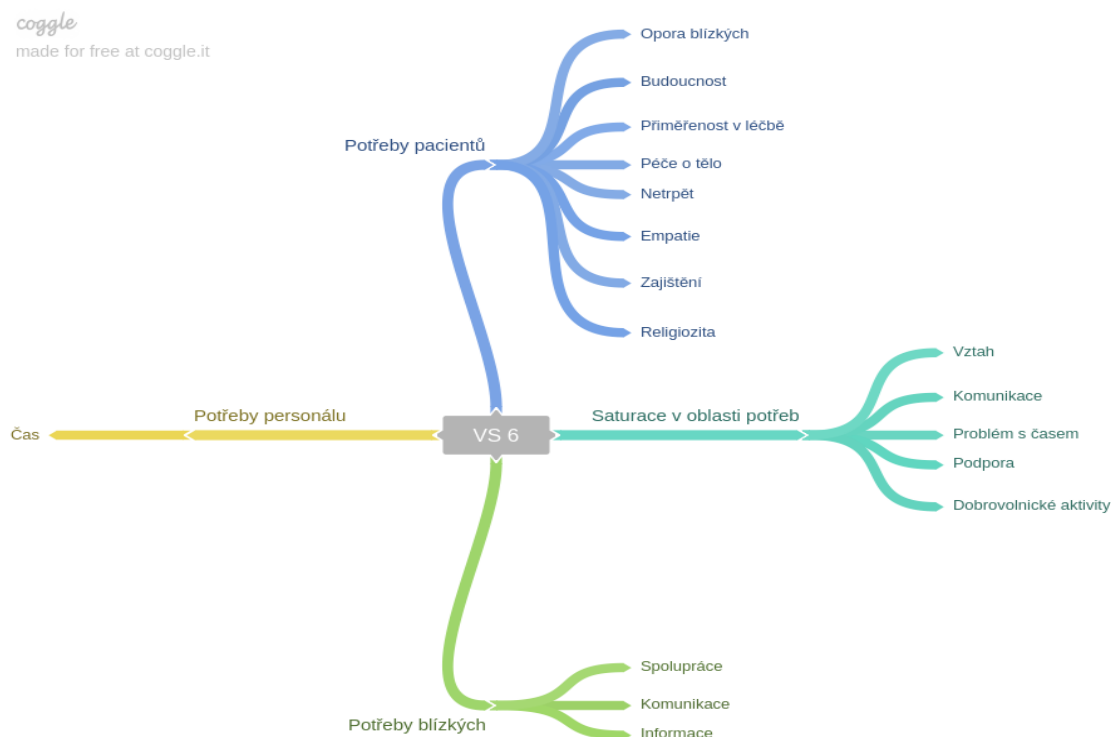 coggle
made for free at coggle.it
Potřeby pacientů
Opora blízkých
Budoucnost
Přiměřenost v léčbě
Péče o tělo
Netrpět
Empatie
Zajištění
Religiozita
VS 6
Saturace v oblasti potřeb
Vztah
Komunikace
Problém s časem
Podpora
Dobrovolnické aktivity
Potřeby personálu
Čas
Potřeby blízkých
Spolupráce
Komunikace
Informace